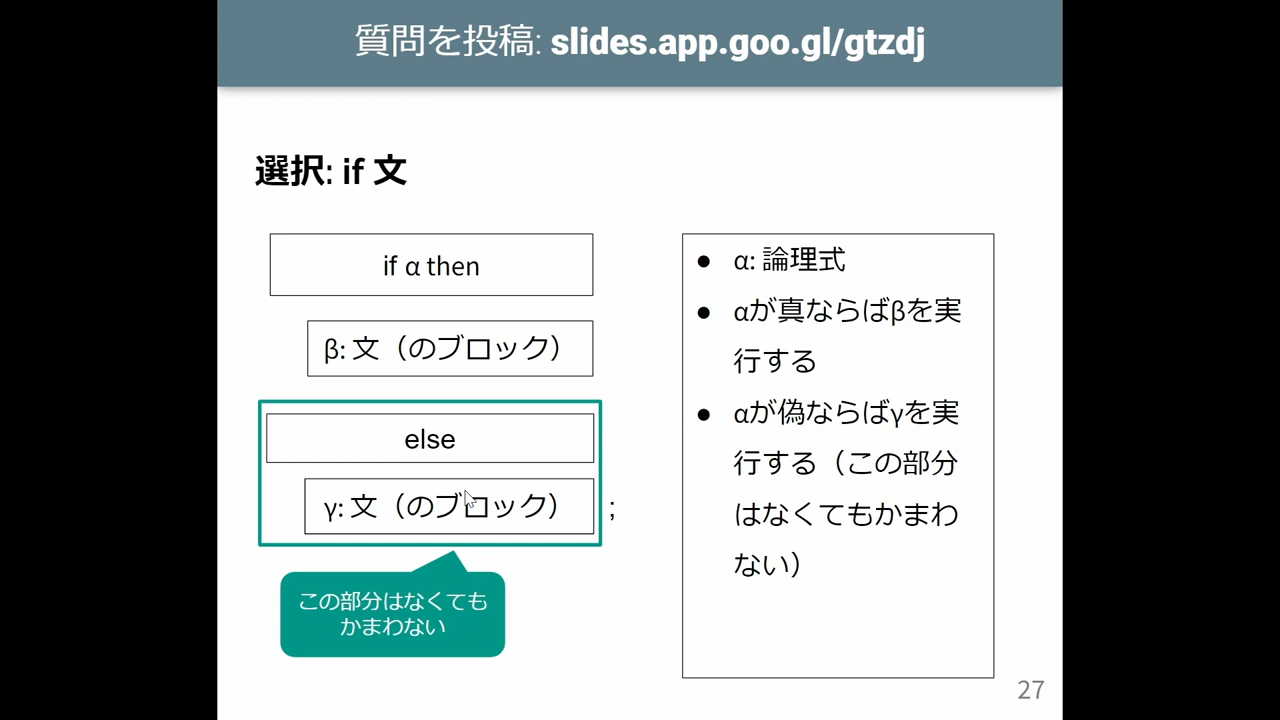 質問を投稿: slides.app.goo.gl/gtzdj
選択: if 文
if α then
β: 文（のブロック）
else
γ: 文（のブロック）
;
この部分はなくても
かまわない
● α: 論理式
● αが真ならばβを実
行する
● αが偽ならばγを実
行する（この部分
はなくてもかまわ
ない）
27